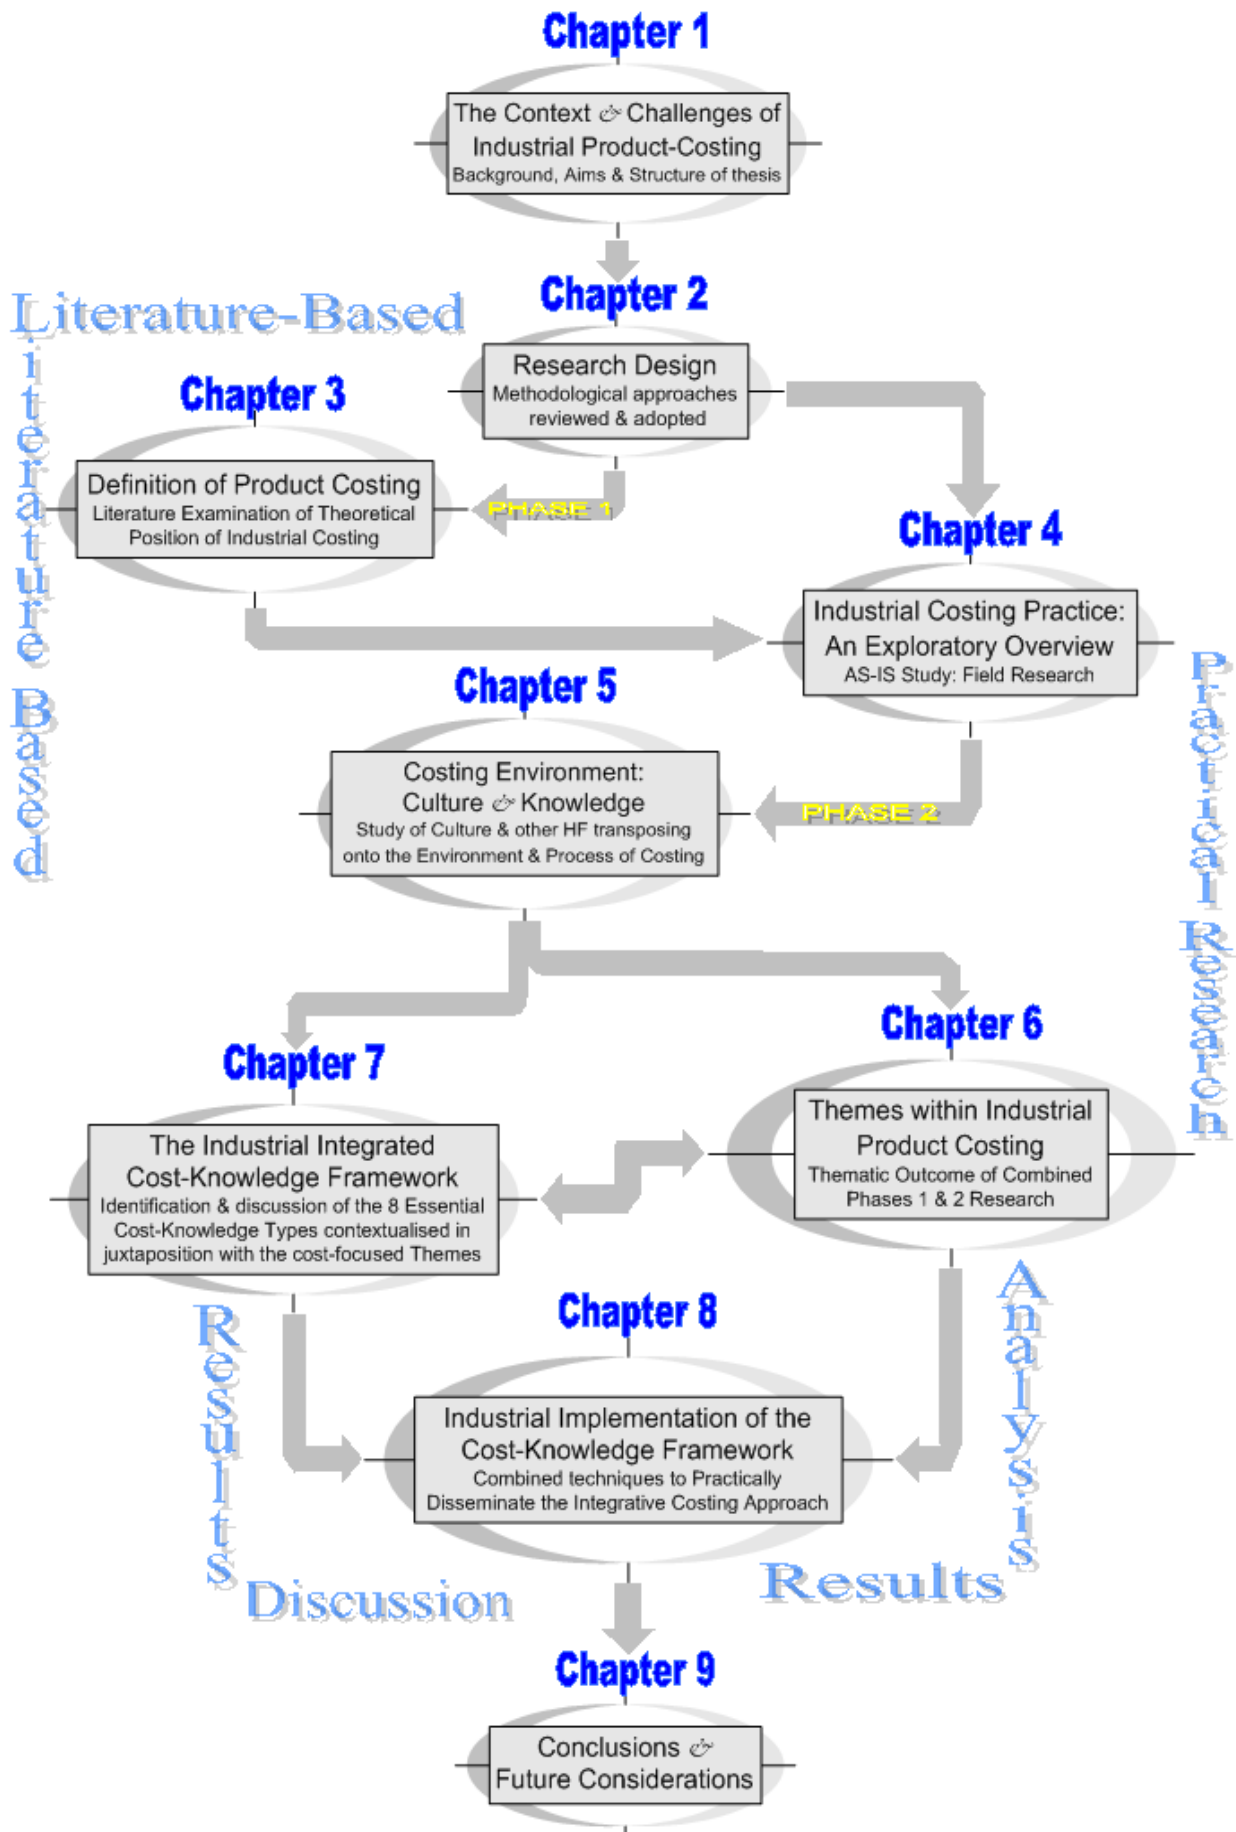 Chapter 1
The Context & Challenges of
Industrial Product-Costing
Background, Aims & Structure of thesis
Chapter 2
Literature-Based
Research Design
Methodological approaches
reviewed & adopted
Literature Based
Chapter 3
Definition of Product Costing
Literature Examination of Theoretical
Position of Industrial Costing
PHASE 1
Chapter 4
Industrial Costing Practice:
An Exploratory Overview
AS-IS Study: Field Research
Practical Research
Chapter 5
Costing Environment:
Culture & Knowledge
Study of Culture & other HF transposing
onto the Environment & Process of Costing
PHASE 2
Chapter 6
Themes within Industrial
Product Costing
Thematic Outcome of Combined
Phases 1 & 2 Research
Chapter 7
The Industrial Integrated
Cost-Knowledge Framework
Identification & discussion of the 8 Essential
Cost-Knowledge Types contextualised in
juxtaposition with the cost-focused Themes
Analysis
Results
Chapter 8
Industrial Implementation of the
Cost-Knowledge Framework
Combined techniques to Practically
Disseminate the Integrative Costing Approach
Results
Discussion
Chapter 9
Conclusions &
Future Considerations